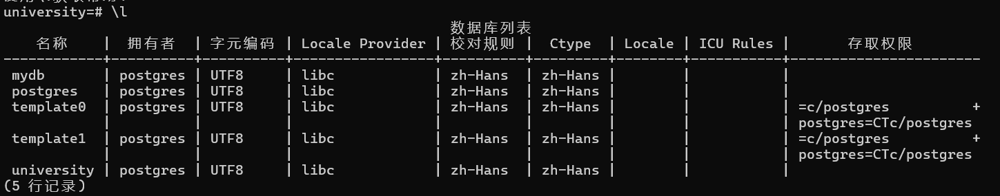 university=# \l
数据库列表
名称 | 拥有者 | 字元编码 | Locale Provider | 校对规则 | Ctype | Locale | ICU Rules | 存取权限
------------+----------+----------+-----------------+----------+---------+--------+-----------+-----------------------
mydb | postgres | UTF8 | libc | zh-Hans | zh-Hans | | |
postgres | postgres | UTF8 | libc | zh-Hans | zh-Hans | | |
template0 | postgres | UTF8 | libc | zh-Hans | zh-Hans | | | =c/postgres +
| | | | | | | | postgres=CTc/postgres
template1 | postgres | UTF8 | libc | zh-Hans | zh-Hans | | | =c/postgres +
| | | | | | | | postgres=CTc/postgres
university | postgres | UTF8 | libc | zh-Hans | zh-Hans | | |
(5 行记录)